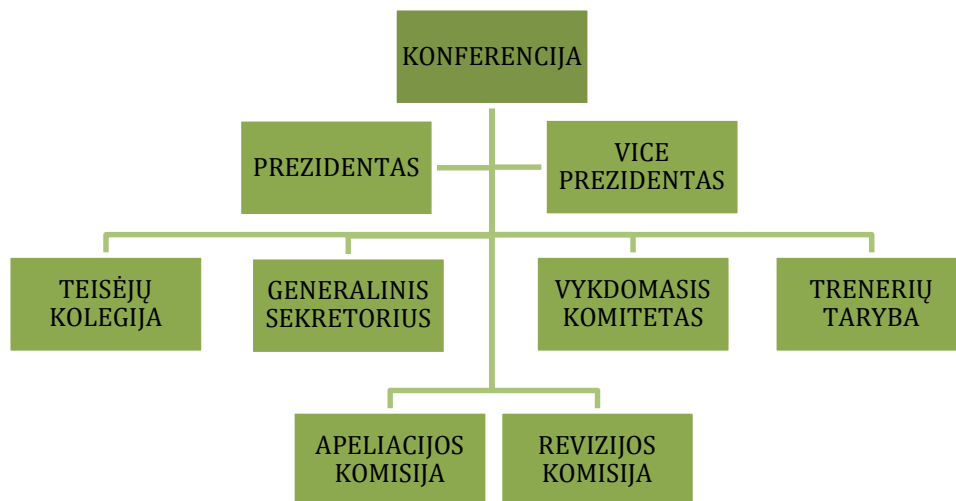 KONFERENCIJA
PREZIDENTAS
VICE
PREZIDENTAS
TEISĖJŲ
KOLEGIJA
GENERALINIS
SEKRETORIUS
VYKDOMASIS
KOMITETAS
TRENERIŲ
TARYBA
APELIACIJOS
KOMISIJA
REVIZIJOS
KOMISIJA